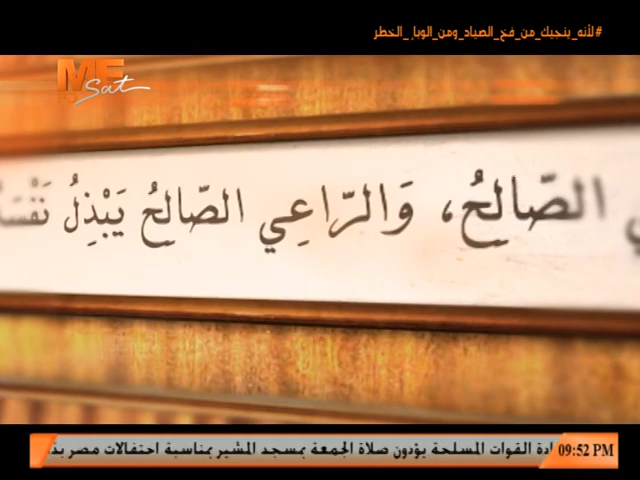 #لأنه_ينجيك_من_فخ_الصياد_ومن_الوبا_الخطر
ME
Sat
الصّالِحُ، وَالرّاعِي الصّالِحُ يَبْذِلُ
القوات المسلحة يؤدون صلاة الجمعة بمسجد المشير بمناسبة احتفالات مصر
09:52 PM